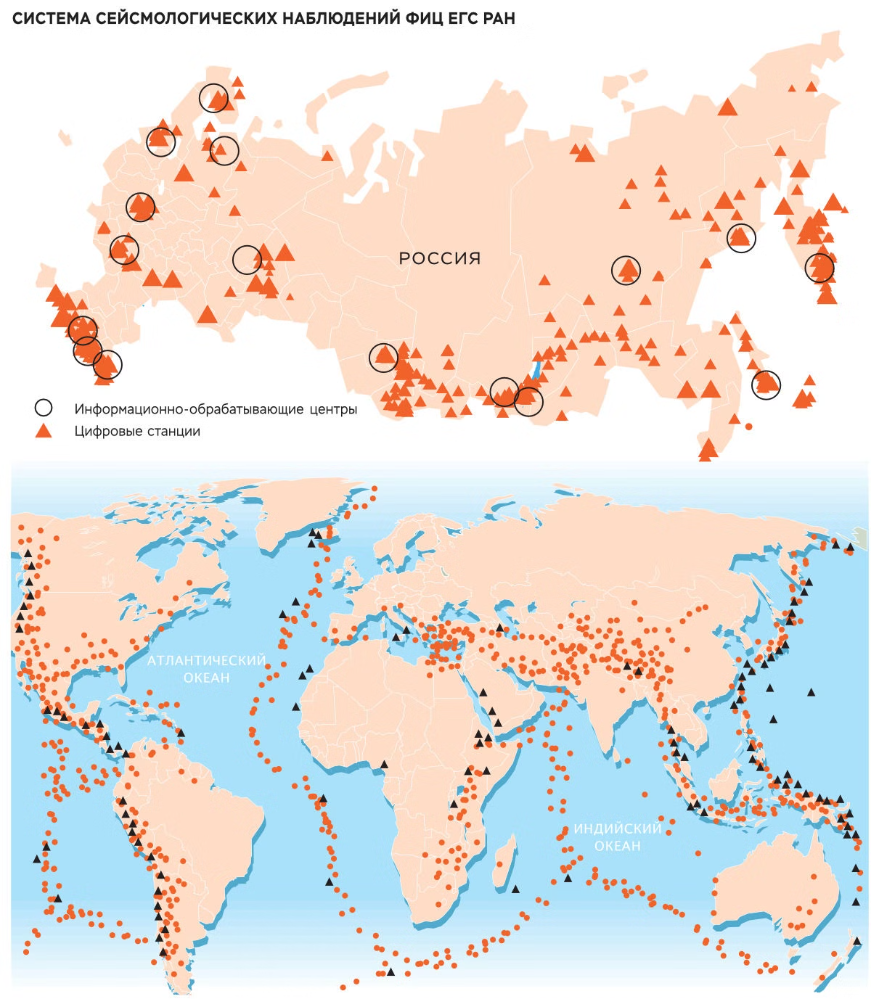 СИСТЕМА СЕЙСМОЛОГИЧЕСКИХ НАБЛЮДЕНИЙ ФИЦ ЕГС РАН
РОССИЯ
Информационно-обрабатывающие центры
Цифровые станции
АТЛАНТИЧЕСКИЙ
ОКЕАН
ИНДИЙСКИЙ
ОКЕАН